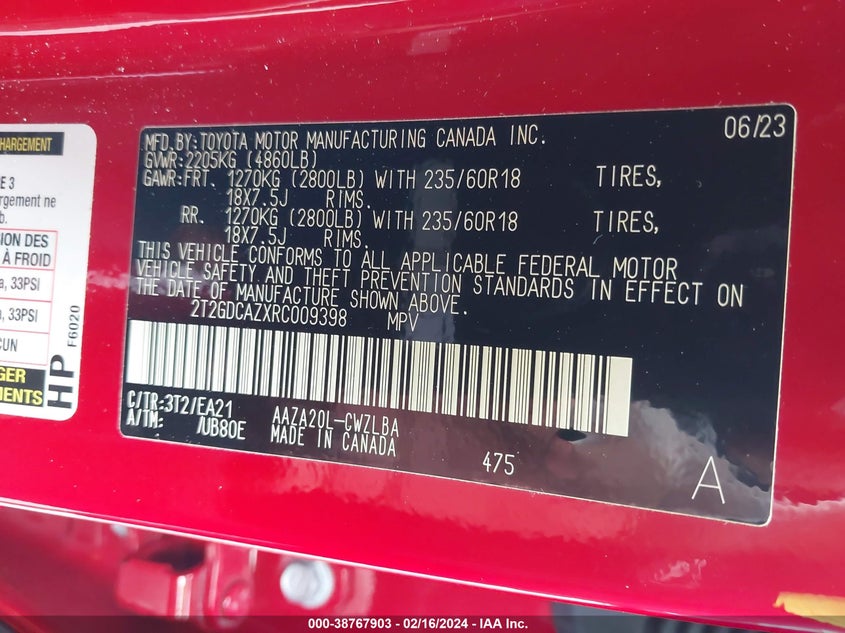 CHARGEMENT
E 3
argement ne
b.
SION DES
À FROID
a, 33PSI
a, 33PSI
CUN
GER
MENTS
HP
F6020
MFD.BY:TOYOTA MOTOR MANUFACTURING CANADA INC. 06/23
GVWR:2205KG (4860LB)
GAWR:FRT. 1270KG (2800LB) WITH 235/60R18 TIRES,
18X7.5J RIMS.
RR. 1270KG (2800LB) WITH 235/60R18 TIRES,
18X7.5J RIMS.
THIS VEHICLE CONFORMS TO ALL APPLICABLE FEDERAL MOTOR
VEHICLE SAFETY AND THEFT PREVENTION STANDARDS IN EFFECT ON
THE DATE OF MANUFACTURE SHOWN ABOVE.
2T2GDCAZXRC009398 MPV
C/TR:3T2/EA21 AAZA20L-CWZLBA
A/TM: /UB80E MADE IN CANADA
475
A
000-38767903 - 02/16/2024 - IAA Inc.